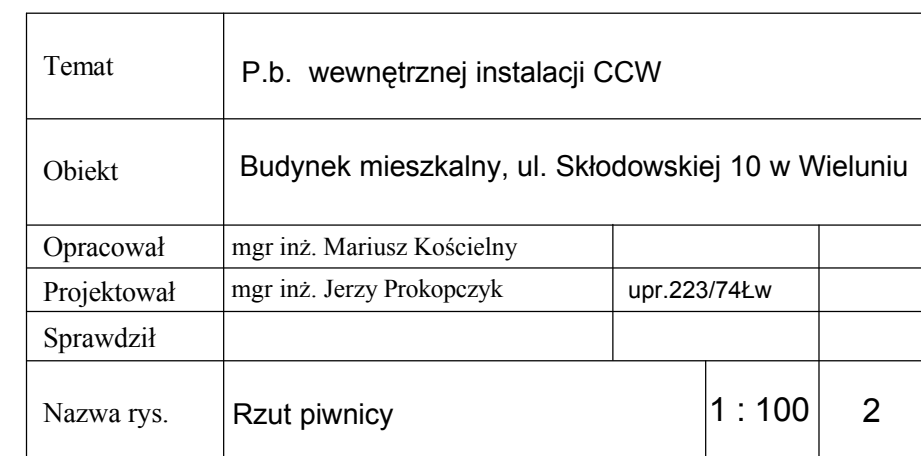 Temat P.b. wewnętrznej instalacji CCW
Obiekt Budynek mieszkalny, ul. Skłodowskiej 10 w Wieluniu
Opracował mgr inż. Mariusz Kościelny
Projektował mgr inż. Jerzy Prokopczyk upr.223/74Łw
Sprawdził
Nazwa rys. Rzut piwnicy 1 : 100 2